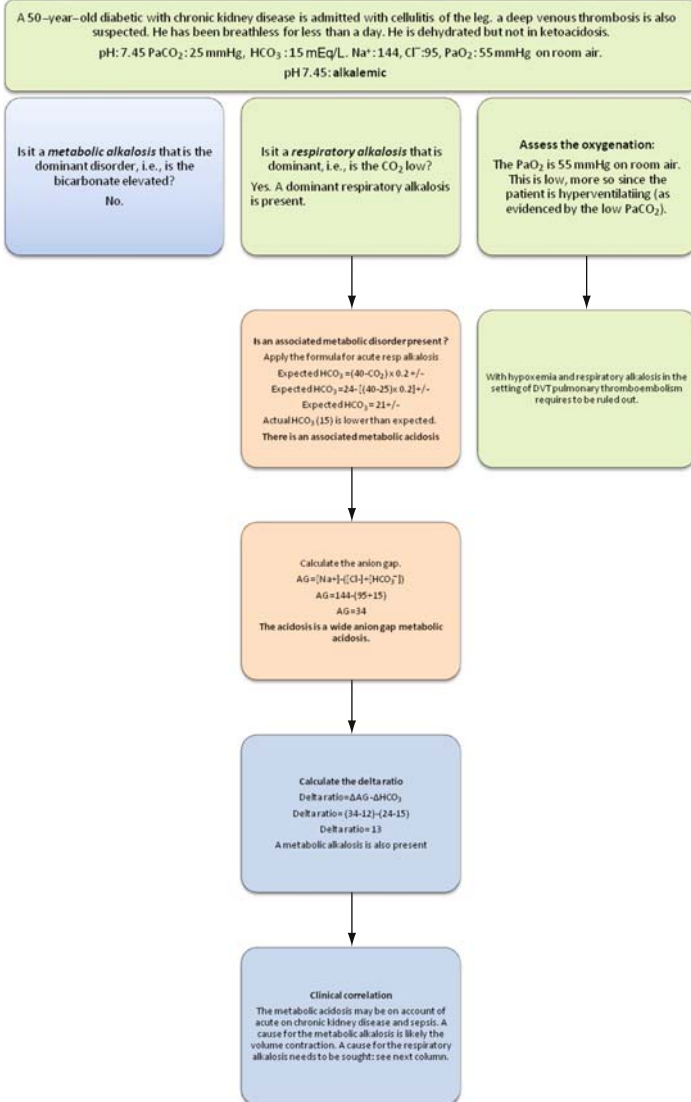 A 50–year–old diabetic with chronic kidney disease is admitted with cellulitis of the leg. a deep venous thrombosis is also
suspected. He has been breathless for less than a day. He is dehydrated but not in ketoacidosis.
pH: 7.45 PaCO₂: 25 mmHg, HCO₃ : 15 mEq/L. Na⁺: 144, Cl⁻:95, PaO₂: 55 mmHg on room air.
pH 7.45: alkalemic
Is it a metabolic alkalosis that is the
dominant disorder, i.e., is the
bicarbonate elevated?
No.
Is it a respiratory alkalosis that is
dominant, i.e., is the CO₂ low?
Yes. A dominant respiratory alkalosis
is present.
Assess the oxygenation:
The PaO₂ is 55 mmHg on room air.
This is low, more so since the
patient is hyperventilatiing (as
evidenced by the low PaCO₂).
Is an associated metabolic disorder present ?
Apply the formula for acute resp alkalosis
Expected HCO₃ =(40-CO₂) x 0.2 +/-
Expected HCO₃=24- [(40-25)x 0.2]+/-
Expected HCO₃ = 21+/-
Actual HCO₃ (15) is lower than expected.
There is an associated metabolic acidosis
With hypoxemia and respiratory alkalosis in the
setting of DVT pulmonary thromboembolism
requires to be ruled out.
Calculate the anion gap.
AG=[Na+]-([Cl-]+[HCO₃⁻])
AG=144-(95+15)
AG=34
The acidosis is a wide anion gap metabolic
acidosis.
Calculate the delta ratio
Delta ratio=ΔAG -ΔHCO₃
Delta ratio= (34-12)-(24-15)
Delta ratio= 13
A metabolic alkalosis is also present
Clinical correlation
The metabolic acidosis may be on account of
acute on chronic kidney disease and sepsis. A
cause for the metabolic alkalosis is likely the
volume contraction. A cause for the respiratory
alkalosis needs to be sought: see next column.